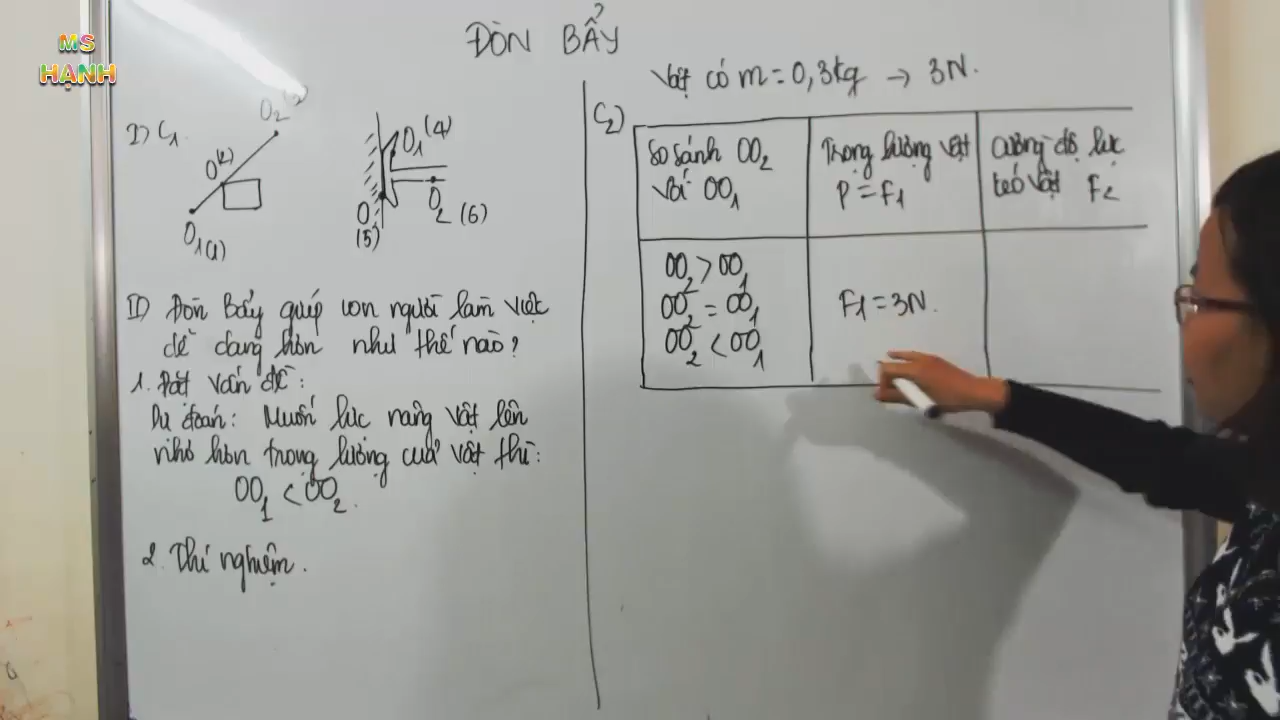 MS
HẠNH
ĐÒN BẨY
I) C1
O2 (3)
O(2)
O1 (1)
O1 (4)
O
(5)
O2 (6)
II) Đòn Bẩy giúp con người làm việc
dễ dàng hơn như thế nào?
1. Đặt vấn đề:
Dự đoán: Muốn lực nâng vật lên
nhỏ hơn trọng lượng của vật thì:
OO1 < OO2.
2. Thí nghiệm.
Vật có m = 0,3kg → 3N.
C2)
So sánh OO2
với OO1
Trọng lượng vật
P = F1
Cường độ lực
kéo vật F2
OO2 > OO1
OO2 = OO1
OO2 < OO1
F1 = 3N.